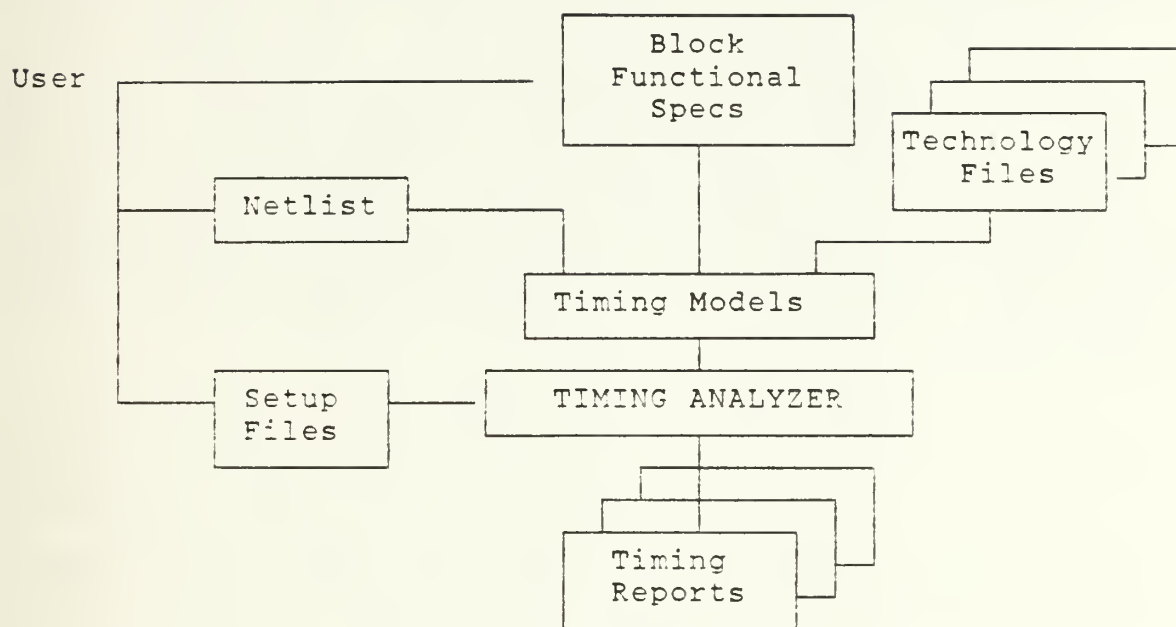 User
Block
Functional
Specs
Technology
Files
Netlist
Timing Models
Setup
Files
TIMING ANALYZER
Timing
Reports